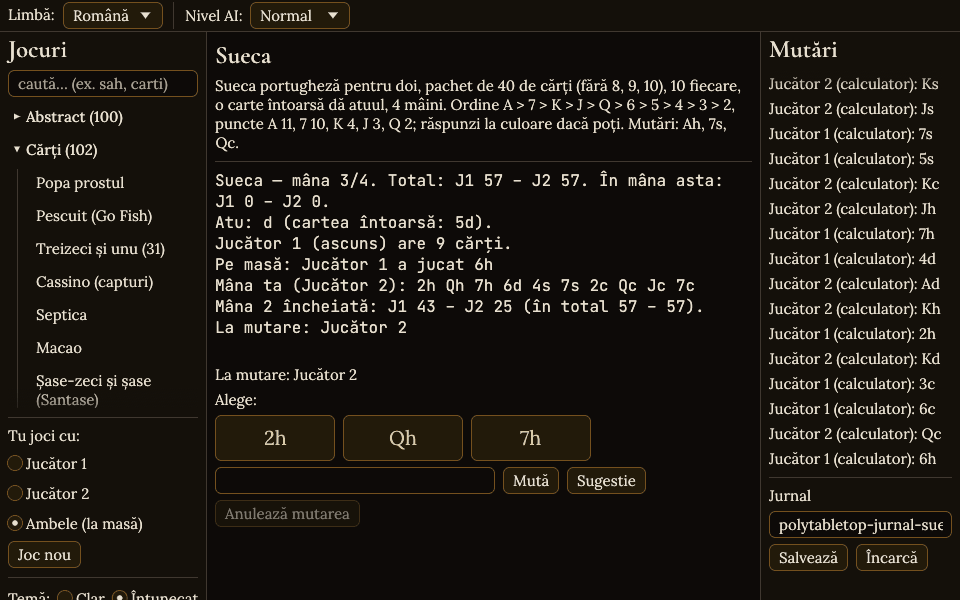 Limbă: Română ▼ Nivel AI: Normal ▼
Jocuri
caută... (ex. sah, carti)
▸ Abstract (100)
▾ Cărți (102)
Popa prostul
Pescuit (Go Fish)
Treizeci și unu (31)
Cassino (capturi)
Septica
Macao
Șase-zeci și șase
(Santase)
Tu joci cu:
Jucător 1
Jucător 2
Ambele (la masă)
Joc nou
Temă: Clar Întunecat
Sueca
Sueca portugheză pentru doi, pachet de 40 de cărți (fără 8, 9, 10), 10 fiecare,
o carte întoarsă dă atuul, 4 mâini. Ordine A > 7 > K > J > Q > 6 > 5 > 4 > 3 > 2,
puncte A 11, 7 10, K 4, J 3, Q 2; răspunzi la culoare dacă poți. Mutări: Ah, 7s,
Qc.
Sueca — mâna 3/4. Total: J1 57 – J2 57. În mâna asta:
J1 0 – J2 0.
Atu: d (cartea întoarsă: 5d).
Jucător 1 (ascuns) are 9 cărți.
Pe masă: Jucător 1 a jucat 6h
Mâna ta (Jucător 2): 2h Qh 7h 6d 4s 7s 2c Qc Jc 7c
Mâna 2 încheiată: J1 43 – J2 25 (în total 57 – 57).
La mutare: Jucător 2
La mutare: Jucător 2
Alege:
2h Qh 7h
Mută Sugestie
Anulează mutarea
Mutări
Jucător 2 (calculator): Ks
Jucător 2 (calculator): Js
Jucător 1 (calculator): 7s
Jucător 1 (calculator): 5s
Jucător 2 (calculator): Kc
Jucător 2 (calculator): Jh
Jucător 1 (calculator): 7h
Jucător 1 (calculator): 4d
Jucător 2 (calculator): Ad
Jucător 2 (calculator): Kh
Jucător 1 (calculator): 2h
Jucător 2 (calculator): Kd
Jucător 1 (calculator): 3c
Jucător 1 (calculator): 6c
Jucător 2 (calculator): Qc
Jucător 1 (calculator): 6h
Jurnal
polytabletop-jurnal-sue
Salvează Încarcă